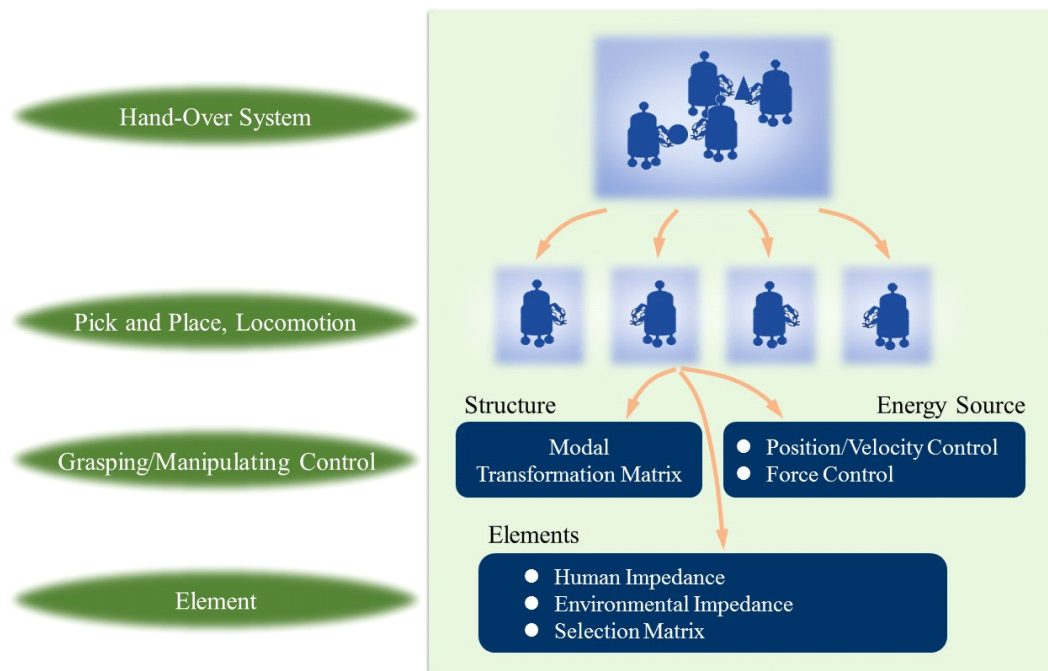 Hand-Over System
Pick and Place, Locomotion
Structure
Energy Source
Modal
Transformation Matrix
Position/Velocity Control
Force Control
Grasping/Manipulating Control
Elements
Human Impedance
Environmental Impedance
Selection Matrix
Element